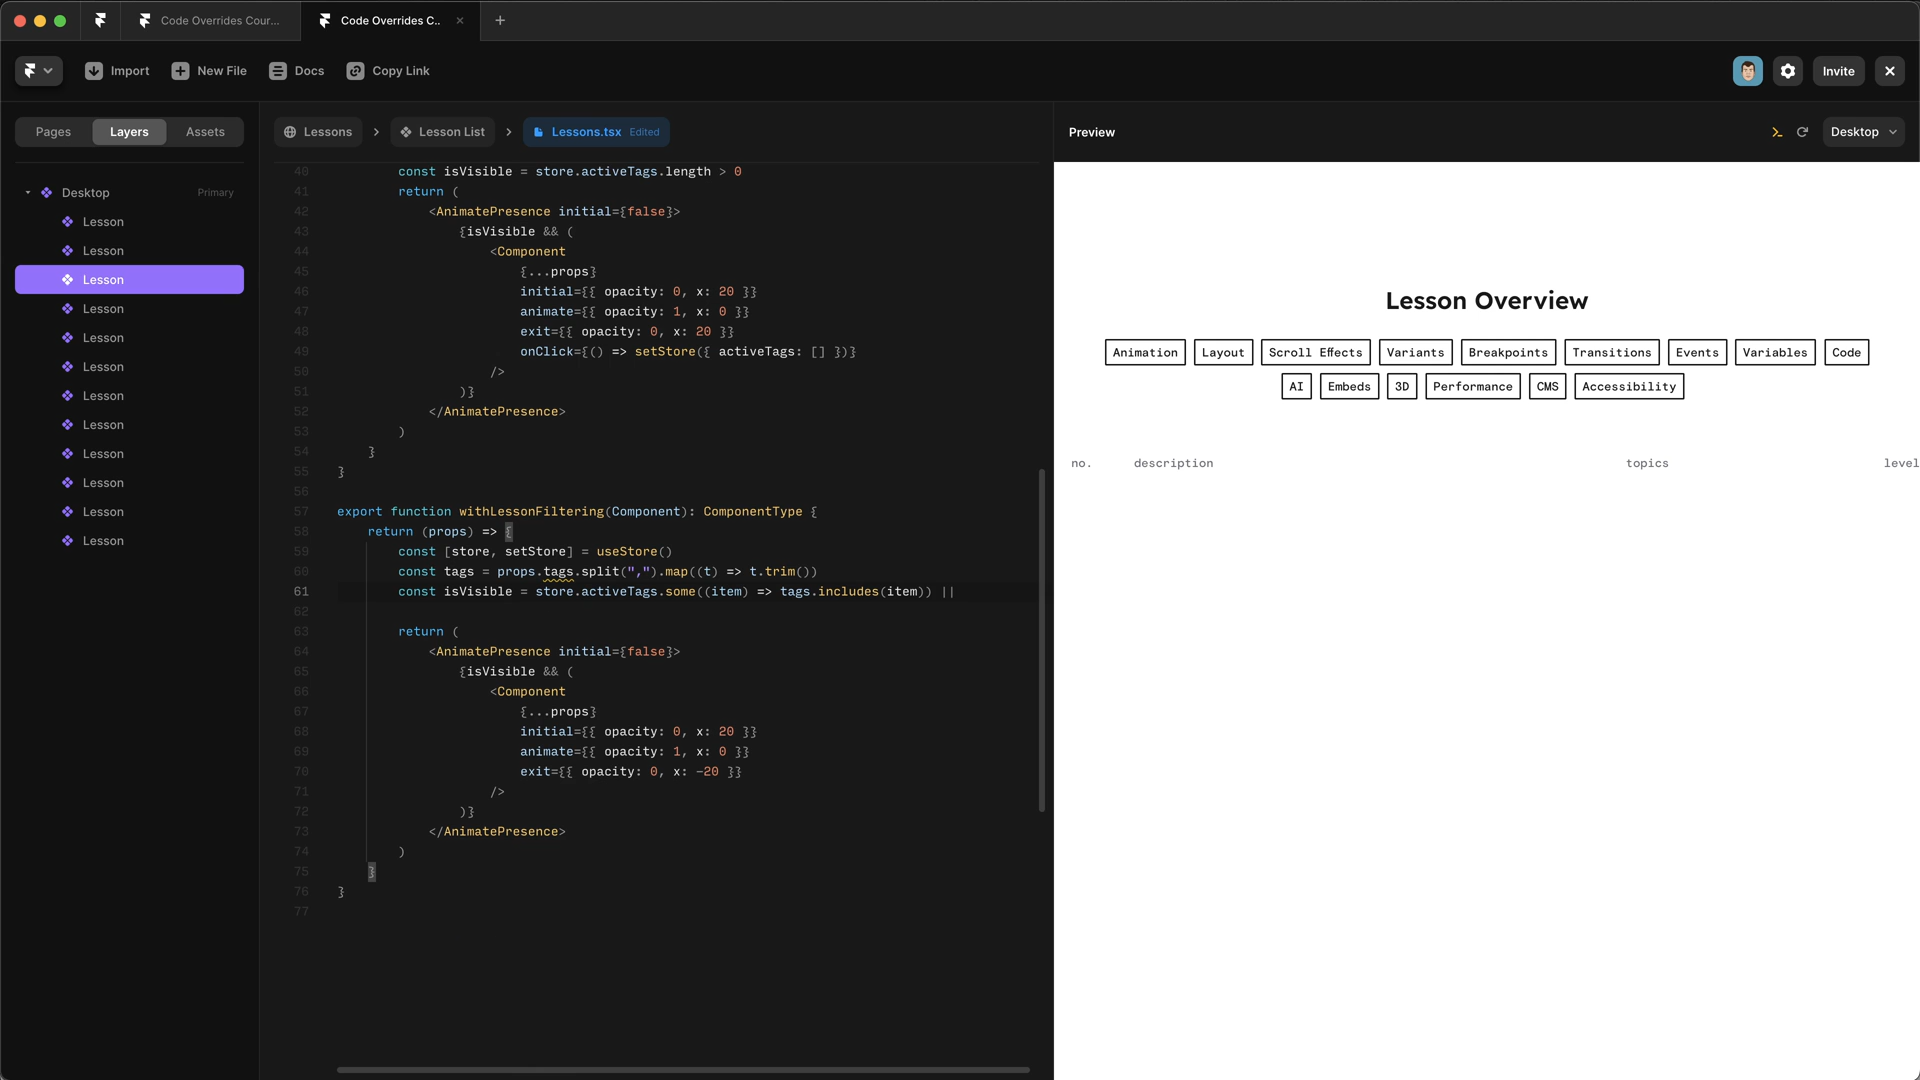 Code Overrides Cour...
Code Overrides C..
Import
New File
Docs
Copy Link
Invite
Pages
Layers
Assets
Desktop
Primary
Lesson
Lesson
Lesson
Lesson
Lesson
Lesson
Lesson
Lesson
Lesson
Lesson
Lesson
Lesson
Lessons
Lesson List
Lessons.tsx Edited
40 const isVisible = store.activeTags.length > 0
41 return (
42 <AnimatePresence initial={false}>
43 {isVisible && (
44 <Component
45 {...props}
46 initial={{ opacity: 0, x: 20 }}
47 animate={{ opacity: 1, x: 0 }}
48 exit={{ opacity: 0, x: 20 }}
49 onClick={() => setStore({ activeTags: [] })}
50 />
51 )}
52 </AnimatePresence>
53 )
54 }
55 }
56
57 export function withLessonFiltering(Component): ComponentType {
58 return (props) => {
59 const [store, setStore] = useStore()
60 const tags = props.tags.split(",").map((t) => t.trim())
61 const isVisible = store.activeTags.some((item) => tags.includes(item)) ||
62
63 return (
64 <AnimatePresence initial={false}>
65 {isVisible && (
66 <Component
67 {...props}
68 initial={{ opacity: 0, x: 20 }}
69 animate={{ opacity: 1, x: 0 }}
70 exit={{ opacity: 0, x: -20 }}
71 />
72 )}
73 </AnimatePresence>
74 )
75 }
76 }
77
Preview
Desktop
Lesson Overview
Animation Layout Scroll Effects Variants Breakpoints Transitions Events Variables Code
AI Embeds 3D Performance CMS Accessibility
no. description topics level